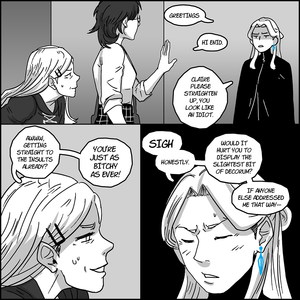 GREETINGS.
HI ENID.
CLAIRE
PLEASE
STRAIGHTEN
UP, YOU
LOOK LIKE
AN IDIOT.
AWWW,
GETTING
STRAIGHT TO
THE INSULTS
ALREADY?
YOU'RE
JUST AS
BITCHY
AS EVER!
SIGH
HONESTLY.
WOULD IT
HURT YOU TO
DISPLAY THE
SLIGHTEST BIT
OF DECORUM?
IF ANYONE
ELSE ADDRESSED
ME THAT WAY--